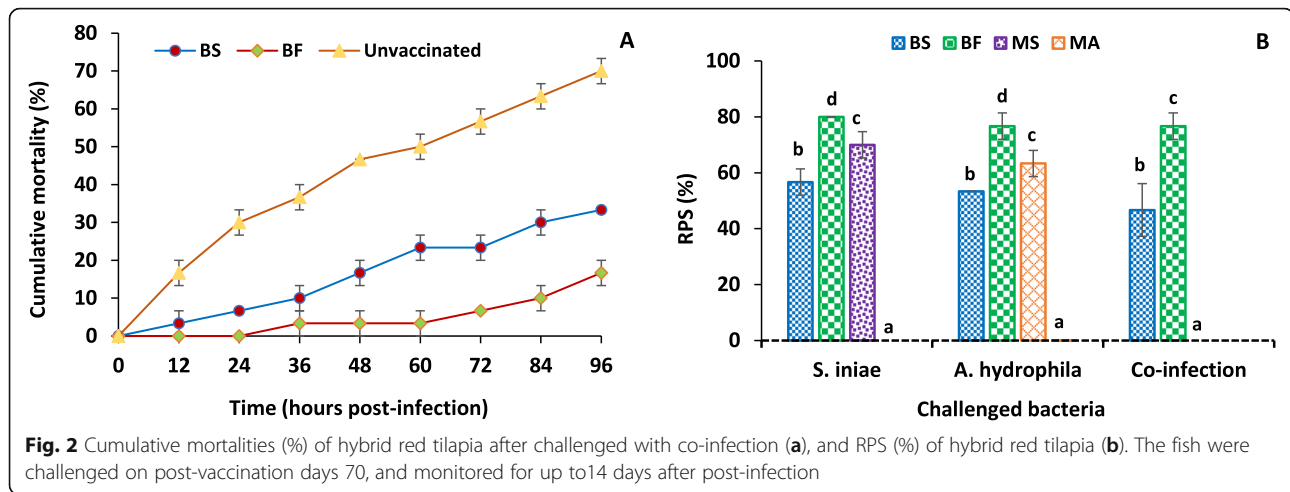 BS BF Unvaccinated A
80
70
60
50
40
30
20
10
0
Cumulative mortality (%)
0 12 24 36 48 60 72 84 96
Time (hours post-infection)
BS BF MS MA B
100
80
60
40
20
0
RPS (%)
b d c a
b d c a
b c a
S. iniae A. hydrophila Co-infection
Challenged bacteria
Fig. 2 Cumulative mortalities (%) of hybrid red tilapia after challenged with co-infection (a), and RPS (%) of hybrid red tilapia (b). The fish were
challenged on post-vaccination days 70, and monitored for up to14 days after post-infection